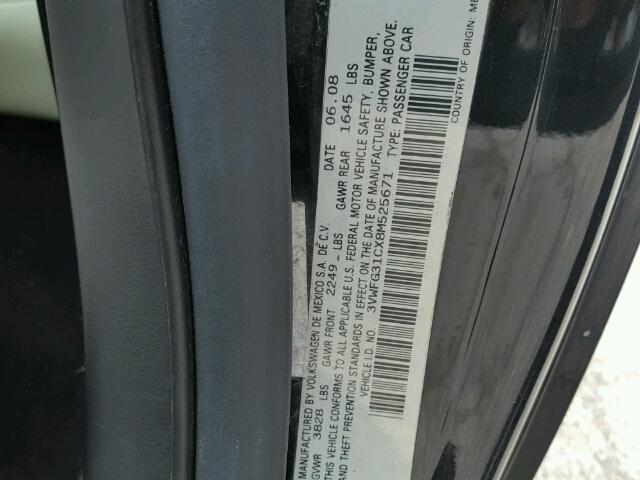 MANUFACTURED BY VOLKSWAGEN DE MEXICO S.A. DE C.V. DATE 06.08
GVWR 3828 LBS GAWR FRONT 2249 - LBS GAWR REAR 1645 LBS
THIS VEHICLE CONFORMS TO ALL APPLICABLE U.S. FEDERAL MOTOR VEHICLE SAFETY, BUMPER,
AND THEFT PREVENTION STANDARDS IN EFFECT ON THE DATE OF MANUFACTURE SHOWN ABOVE.
VEHICLE I.D. NO. 3VWFG31CX8M525671 TYPE: PASSENGER CAR
COUNTRY OF ORIGIN: ME